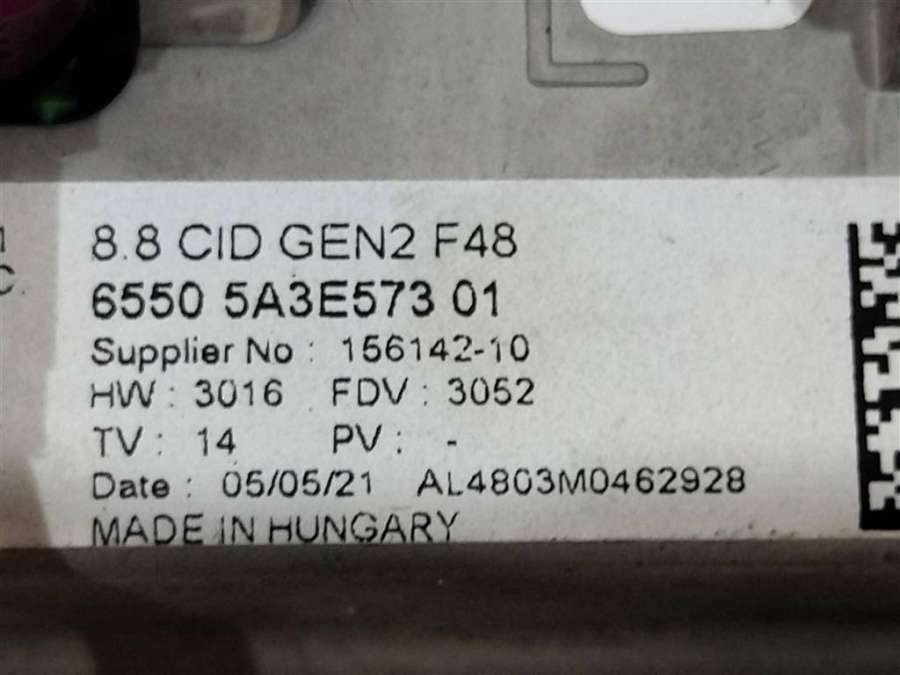 8.8 CID GEN2 F48
6550 5A3E573 01
Supplier No : 156142-10
HW : 3016 FDV : 3052
TV : 14 PV : -
Date : 05/05/21 AL4803M0462928
MADE IN HUNGARY